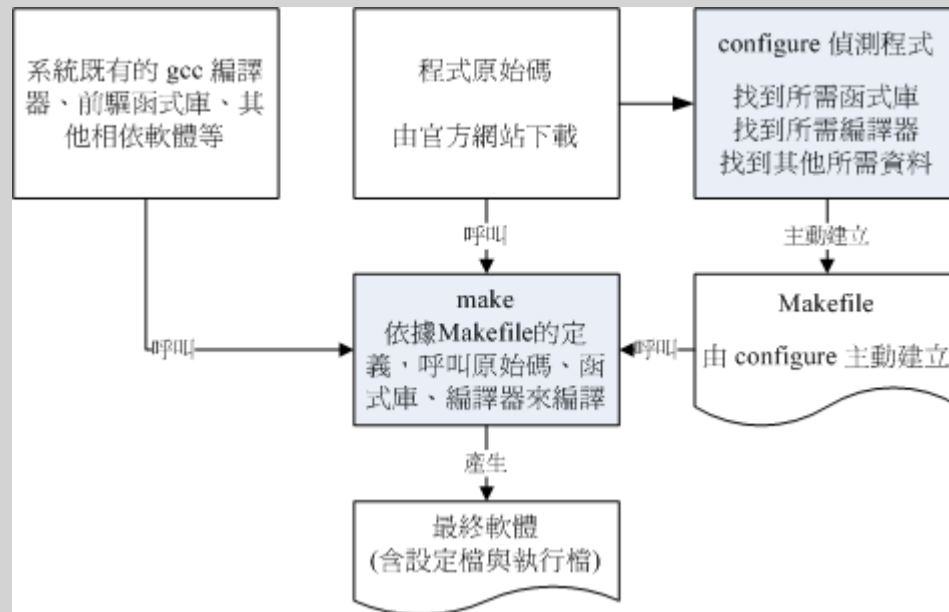 系統既有的 gcc 編譯
器、前驅函式庫、其
他相依軟體等
程式原始碼
由官方網站下載
configure 偵測程式
找到所需函式庫
找到所需編譯器
找到其他所需資料
呼叫
主動建立
make
依據Makefile的定
義，呼叫原始碼、函
式庫、編譯器來編譯
Makefile
由 configure 主動建立
呼叫
呼叫
產生
最終軟體
(含設定檔與執行檔)